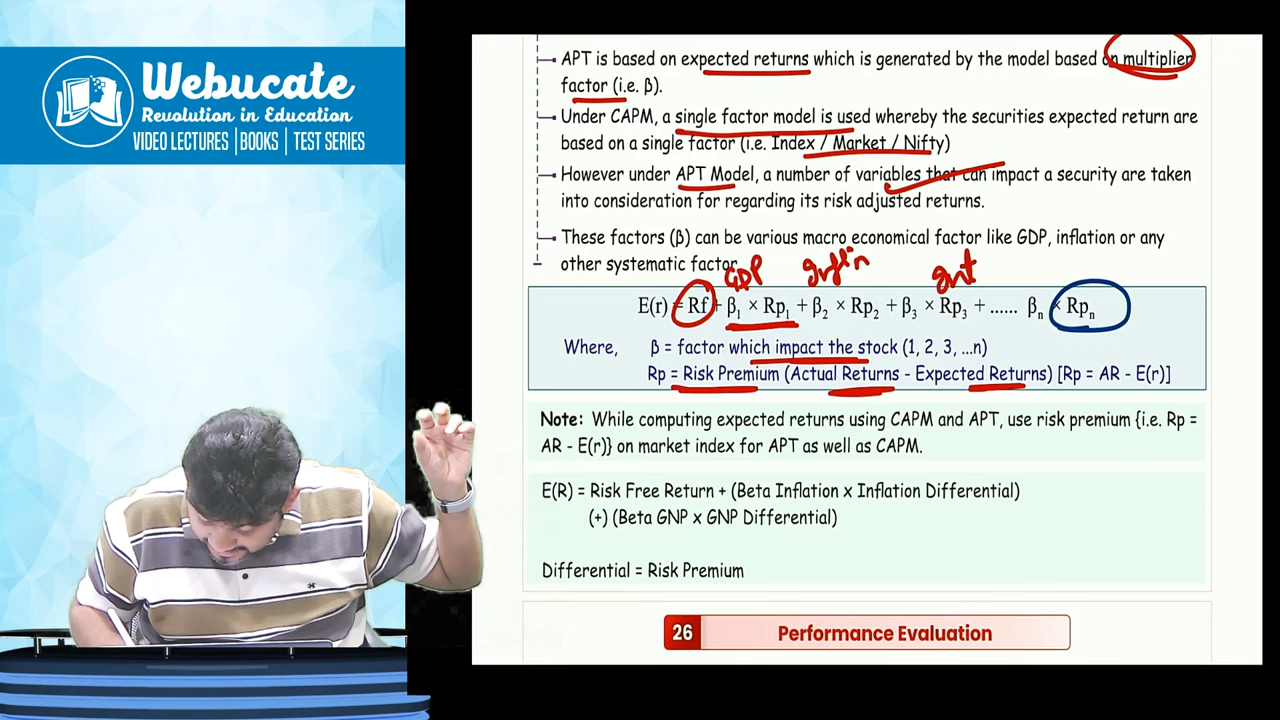 Webucate
Revolution in Education
VIDEO LECTURES | BOOKS | TEST SERIES
APT is based on expected returns which is generated by the model based on multiplier
factor (i.e. β).
Under CAPM, a single factor model is used whereby the securities expected return are
based on a single factor (i.e. Index / Market / Nifty)
However under APT Model, a number of variables that can impact a security are taken
into consideration for regarding its risk adjusted returns.
These factors (β) can be various macro economical factor like GDP, inflation or any
other systematic factor
GDP Inflⁿ Int
E(r) = Rf + β₁ × Rp₁ + β₂ × Rp₂ + β₃ × Rp₃ + ...... βₙ × Rpₙ
Where, β = factor which impact the stock (1, 2, 3, ...n)
Rp = Risk Premium (Actual Returns - Expected Returns) [Rp = AR - E(r)]
Note: While computing expected returns using CAPM and APT, use risk premium {i.e. Rp =
AR - E(r)} on market index for APT as well as CAPM.
E(R) = Risk Free Return + (Beta Inflation x Inflation Differential)
(+) (Beta GNP x GNP Differential)
Differential = Risk Premium
26 Performance Evaluation